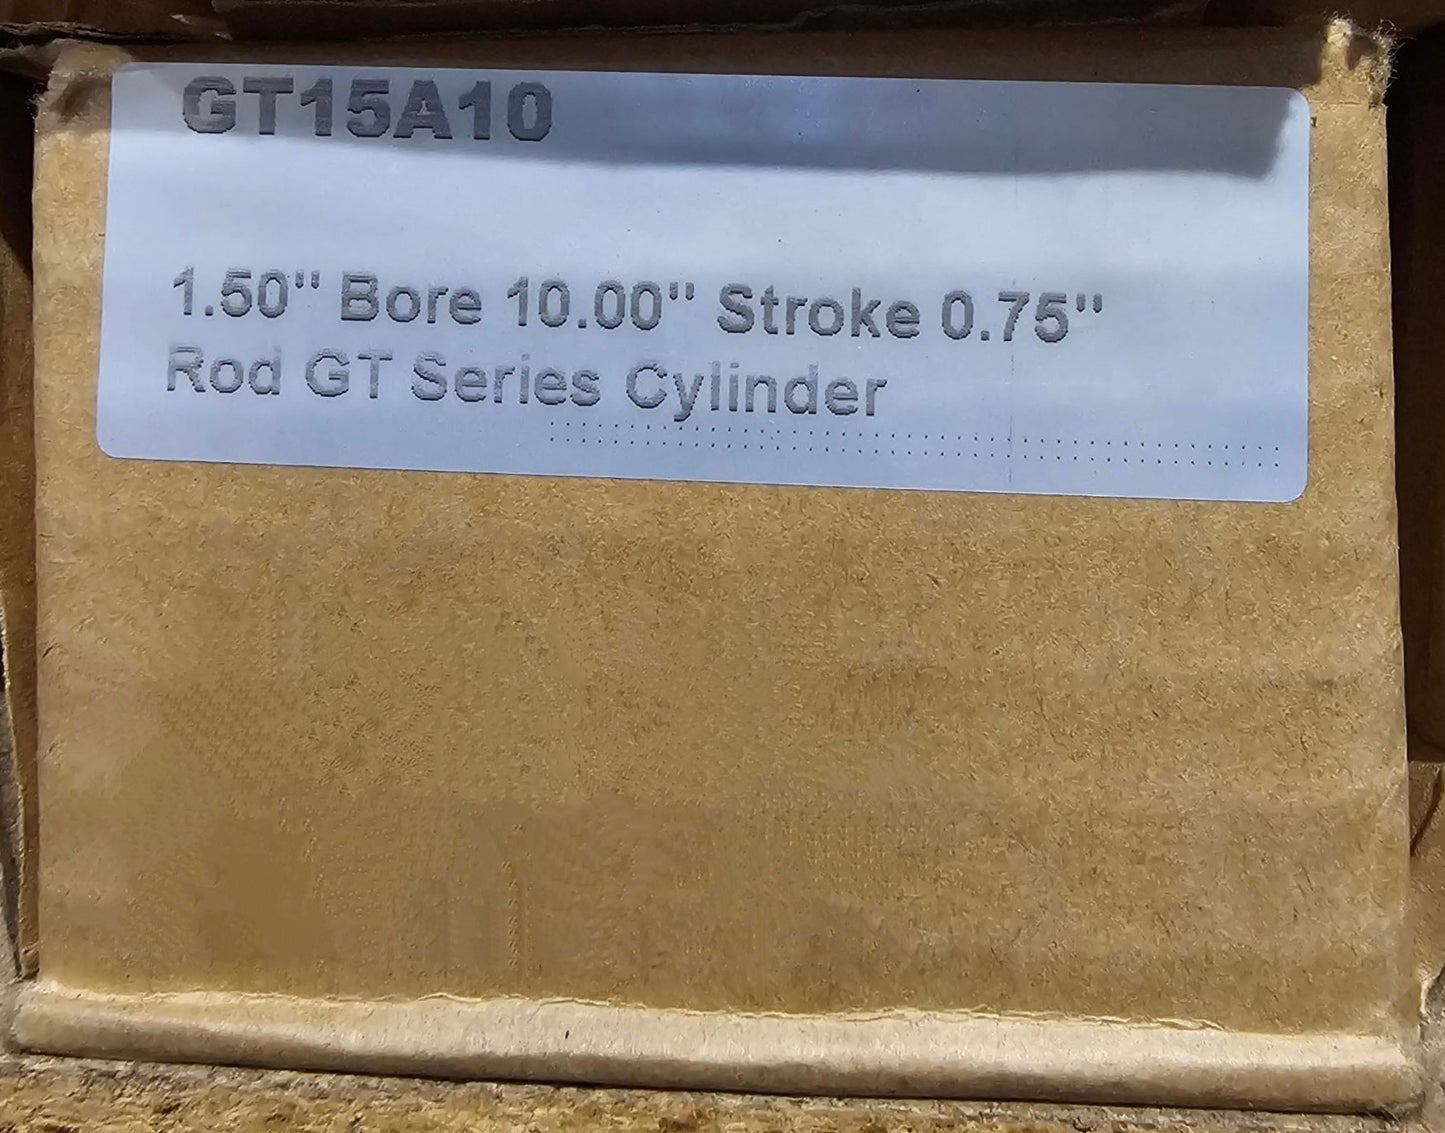 GT15A10
1.50" Bore 10.00" Stroke 0.75"
Rod GT Series Cylinder